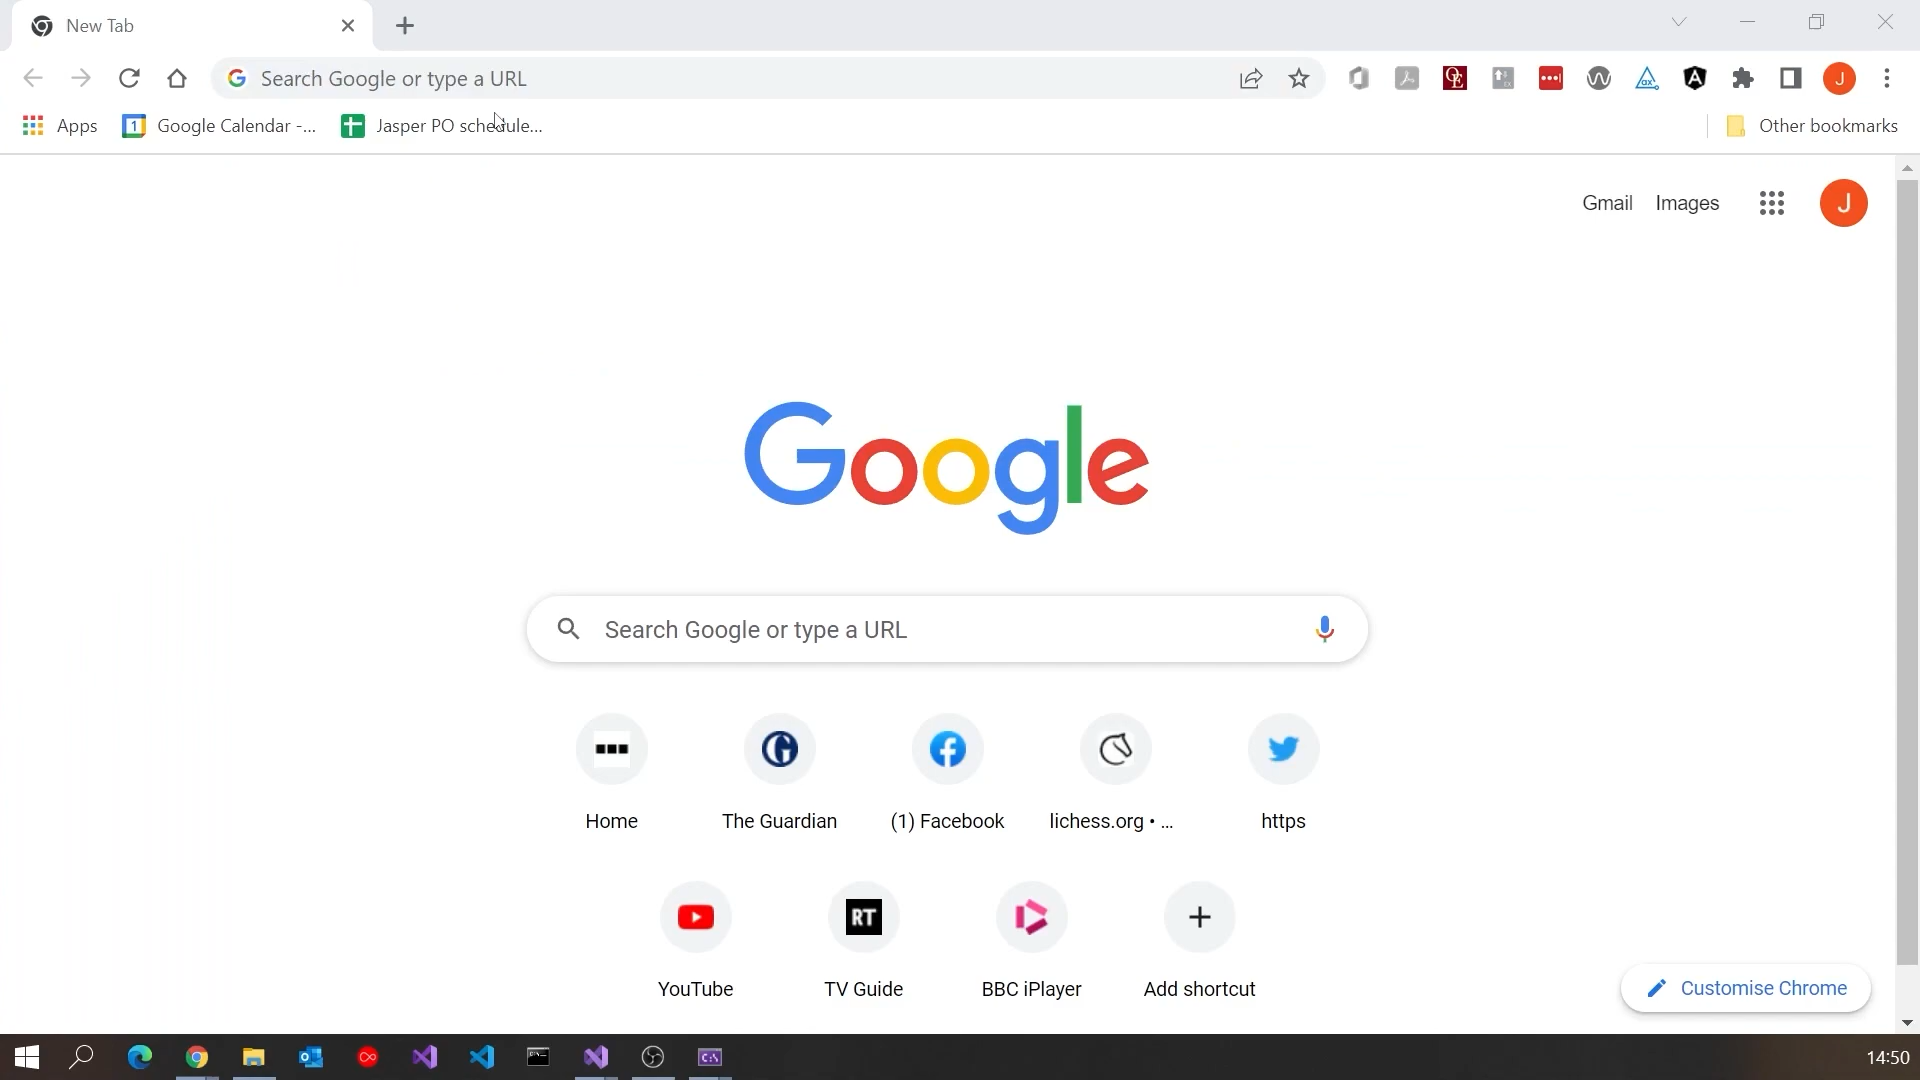 New Tab
Search Google or type a URL
Apps
Google Calendar -...
Jasper PO schedule...
Other bookmarks
Gmail
Images
J
Google
Search Google or type a URL
Home
The Guardian
(1) Facebook
lichess.org • ...
https
YouTube
RT
TV Guide
BBC iPlayer
Add shortcut
Customise Chrome
14:50